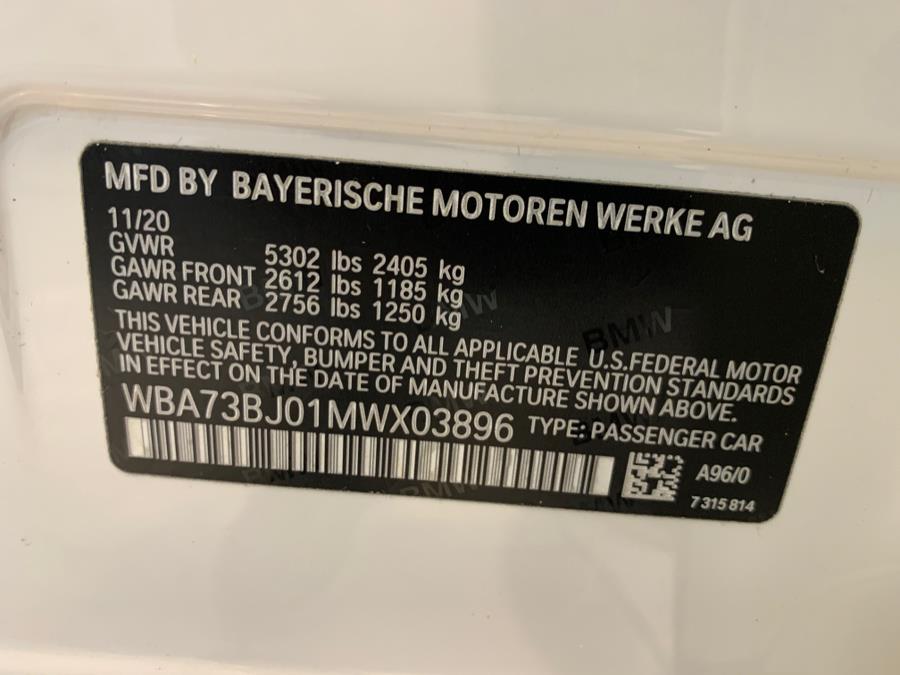 MFD BY BAYERISCHE MOTOREN WERKE AG
11/20
GVWR 5302 lbs 2405 kg
GAWR FRONT 2612 lbs 1185 kg
GAWR REAR 2756 lbs 1250 kg
THIS VEHICLE CONFORMS TO ALL APPLICABLE U.S.FEDERAL MOTOR
VEHICLE SAFETY, BUMPER AND THEFT PREVENTION STANDARDS
IN EFFECT ON THE DATE OF MANUFACTURE SHOWN ABOVE.
WBA73BJ01MWX03896 TYPE: PASSENGER CAR
A96/0
7 315 814
BMW
BMW
BMW